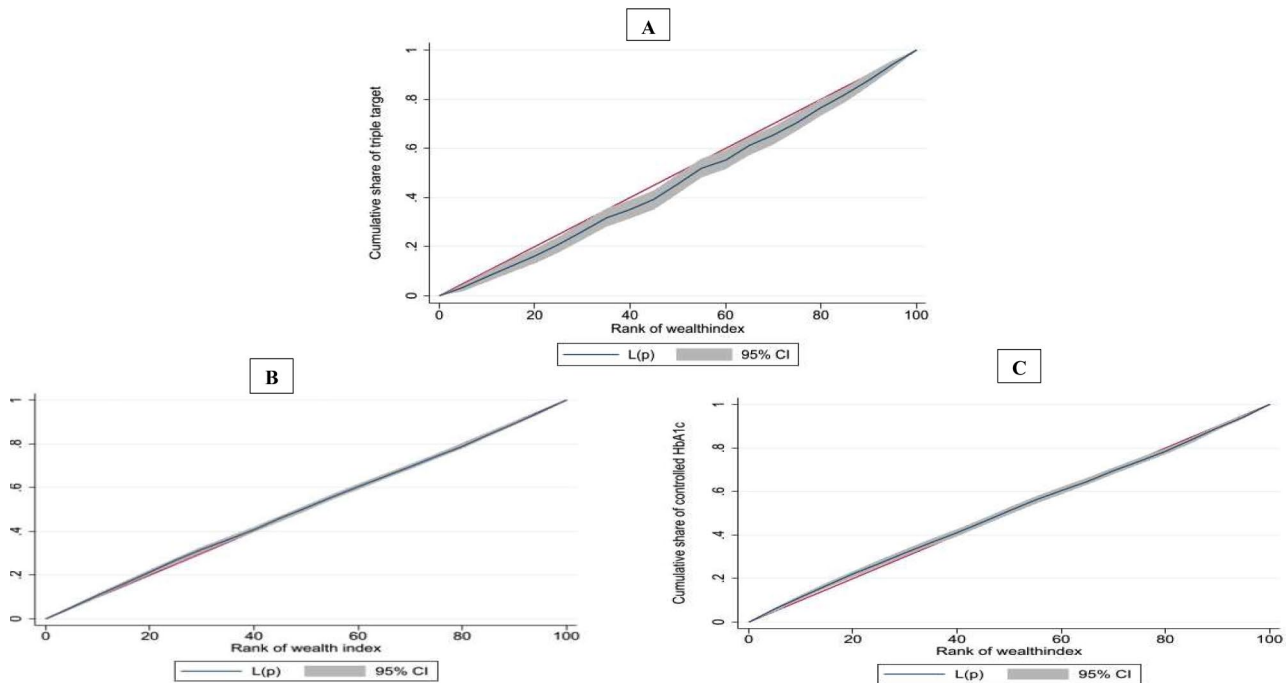 A
Cumulative share of triple target
1
.8
.6
.4
.2
0
0 20 40 60 80 100
Rank of wealthindex
L(p) 95% CI
B
1
.8
.6
.4
.2
0
0 20 40 60 80 100
Rank of wealth index
L(p) 95% CI
C
Cumulative share of controlled HbA1c
1
.8
.6
.4
.2
0
0 20 40 60 80 100
Rank of wealthindex
L(p) 95% CI